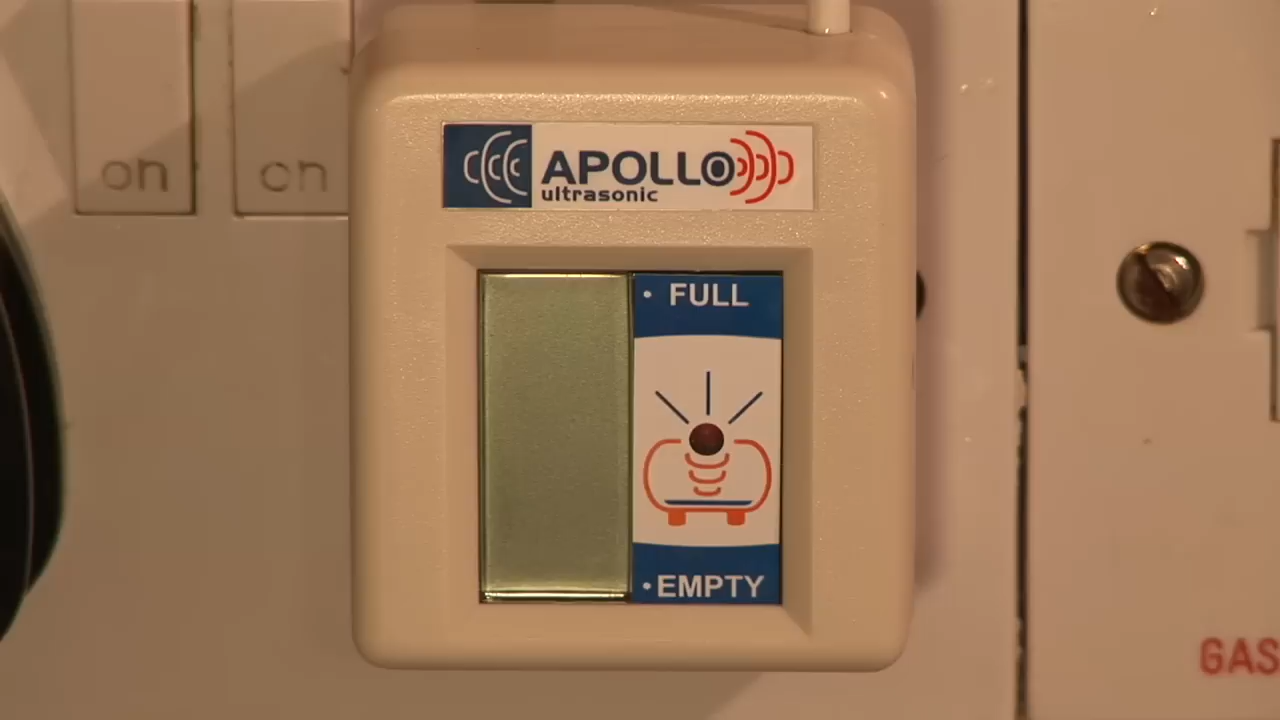 on
on
APOLLO
ultrasonic
• FULL
• EMPTY
GAS